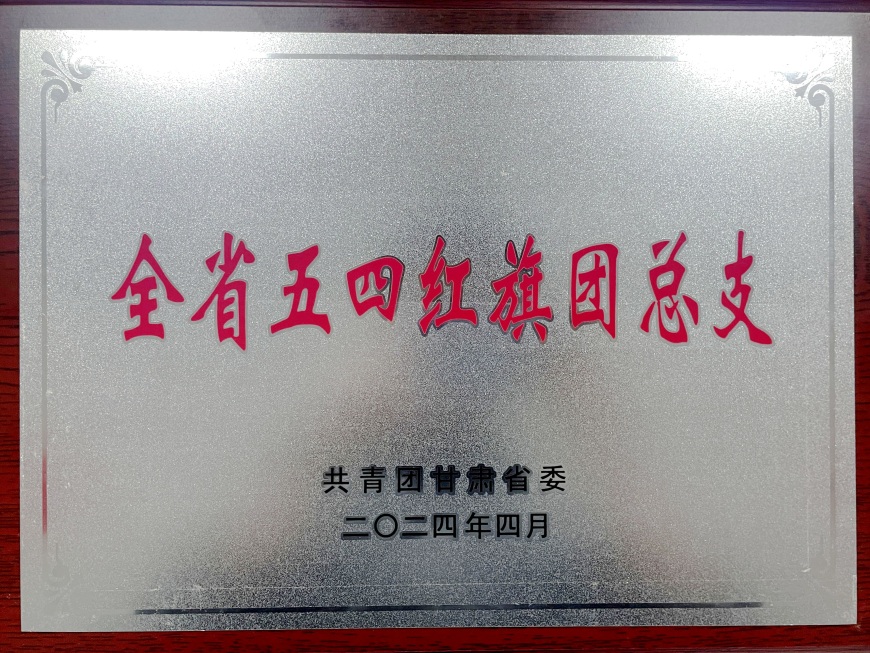 全省五四红旗团总支
共青团甘肃省委
二〇二四年四月